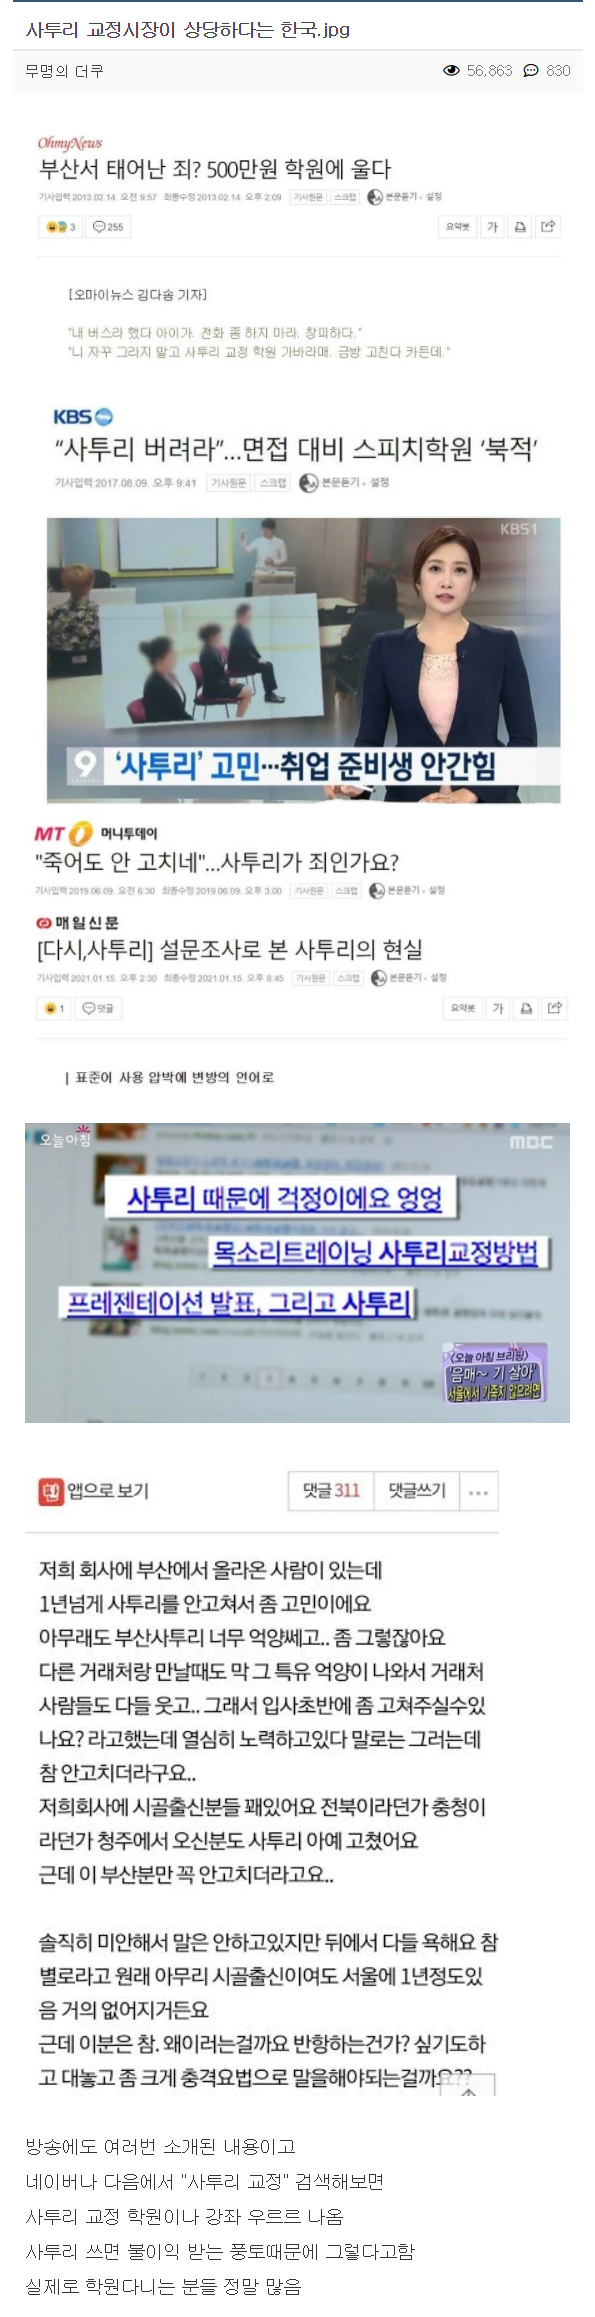 사투리 교정시장이 상당하다는 한국.jpg
무명의 더쿠
56,863
830
OhmyNews
부산서 태어난 죄? 500만원 학원에 울다
기사입력 2013.02.14. 오전 9:57 최종수정 2013.02.14. 오후 2:09 기사원문 스크랩 본문듣기 · 설정
3
255
요약봇
가
[오마이뉴스 김다솜 기자]
"내 버스라 했다 아이가. 전화 좀 하지 마라. 창피하다."
"니 자꾸 그라지 말고 사투리 교정 학원 가바라매. 금방 고친다 카든데."
KBS
“사투리 버려라”...면접 대비 스피치학원 ‘북적’
기사입력 2017.08.09. 오후 9:41 기사원문 스크랩 본문듣기 · 설정
KBS1
9
‘사투리’ 고민…취업 준비생 안간힘
MT 머니투데이
"죽어도 안 고치네"...사투리가 죄인가요?
기사입력 2019.06.09. 오전 6:30 최종수정 2019.06.09. 오후 3:00 기사원문 스크랩 본문듣기 · 설정
매일신문
[다시,사투리] 설문조사로 본 사투리의 현실
기사입력 2021.01.15. 오후 2:30 최종수정 2021.01.15. 오후 8:45 기사원문 스크랩 본문듣기 · 설정
1
댓글
요약봇
가
| 표준어 사용 압박에 변방의 언어로
오늘아침
MBC
사투리 때문에 걱정이에요 엉엉
목소리트레이닝 사투리교정방법
프레젠테이션 발표, 그리고 사투리
1 2 3 4 5 6 7 8 9 10
<오늘 아침 브리핑>
'음매~ 기 살아'
서울에서 기죽지 않으려면
앱으로 보기
댓글 311
댓글쓰기
...
저희 회사에 부산에서 올라온 사람이 있는데
1년넘게 사투리를 안고쳐서 좀 고민이에요
아무래도 부산사투리 너무 억양쎄고.. 좀 그렇잖아요
다른 거래처랑 만날때도 막 그 특유 억양이 나와서 거래처
사람들도 다들 웃고.. 그래서 입사초반에 좀 고쳐주실수있
나요? 라고했는데 열심히 노력하고있다 말로는 그러는데
참 안고치더라구요..
저희회사에 시골출신분들 꽤있어요 전북이라던가 충청이
라던가 청주에서 오신분도 사투리 아예 고쳤어요
근데 이 부산분만 꼭 안고치더라고요..
솔직히 미안해서 말은 안하고있지만 뒤에서 다들 욕해요 참
별로라고 원래 아무리 시골출신이여도 서울에 1년정도있
음 거의 없어지거든요
근데 이분은 참. 왜이러는걸까요 반항하는건가? 싶기도하
고 대놓고 좀 크게 충격요법으로 말을해야되는걸까요??
방송에도 여러번 소개된 내용이고
네이버나 다음에서 "사투리 교정" 검색해보면
사투리 교정 학원이나 강좌 우르르 나옴
사투리 쓰면 불이익 받는 풍토때문에 그렇다고함
실제로 학원다니는 분들 정말 많음